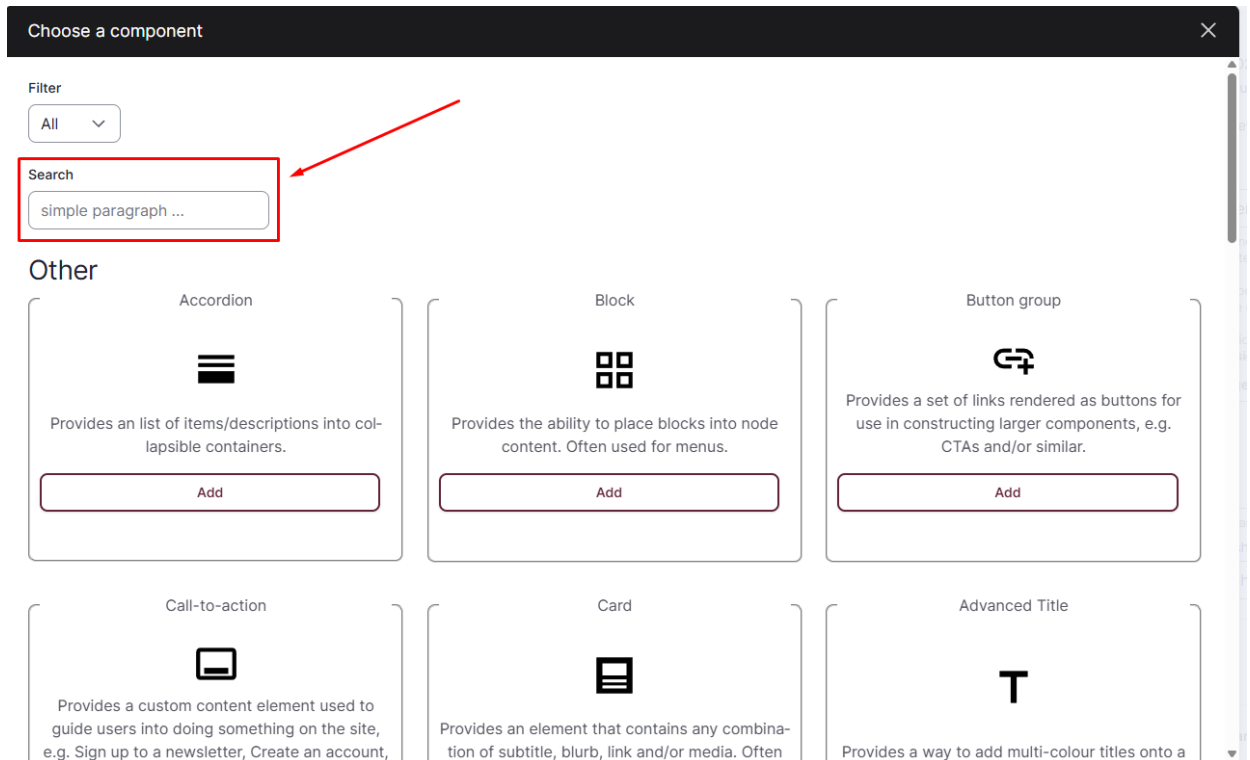 Choose a component
Filter
All
Search
simple paragraph ...
Other
Accordion
Provides an list of items/descriptions into col-
lapsible containers.
Add
Block
Provides the ability to place blocks into node
content. Often used for menus.
Add
Button group
Provides a set of links rendered as buttons for
use in constructing larger components, e.g.
CTAs and/or similar.
Add
Call-to-action
Provides a custom content element used to
guide users into doing something on the site,
e.g. Sign up to a newsletter, Create an account,
Card
Provides an element that contains any combina-
tion of subtitle, blurb, link and/or media. Often
Advanced Title
Provides a way to add multi-colour titles onto a